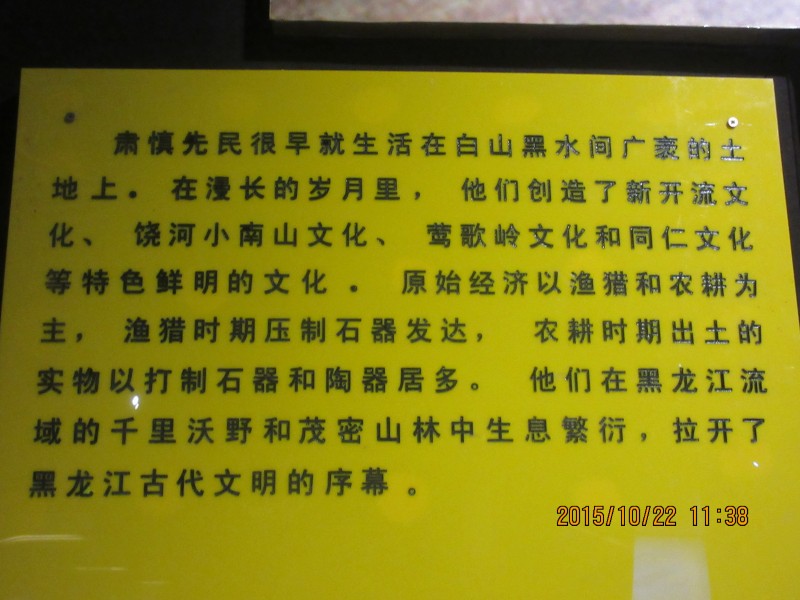 肃慎先民很早就生活在白山黑水间广袤的土
地上。在漫长的岁月里，他们创造了新开流文
化、饶河小南山文化、莺歌岭文化和同仁文化
等特色鲜明的文化。原始经济以渔猎和农耕为
主，渔猎时期压制石器发达，农耕时期出土的
实物以打制石器和陶器居多。他们在黑龙江流
域的千里沃野和茂密山林中生息繁衍，拉开了
黑龙江古代文明的序幕。
2015/10/22 11:38